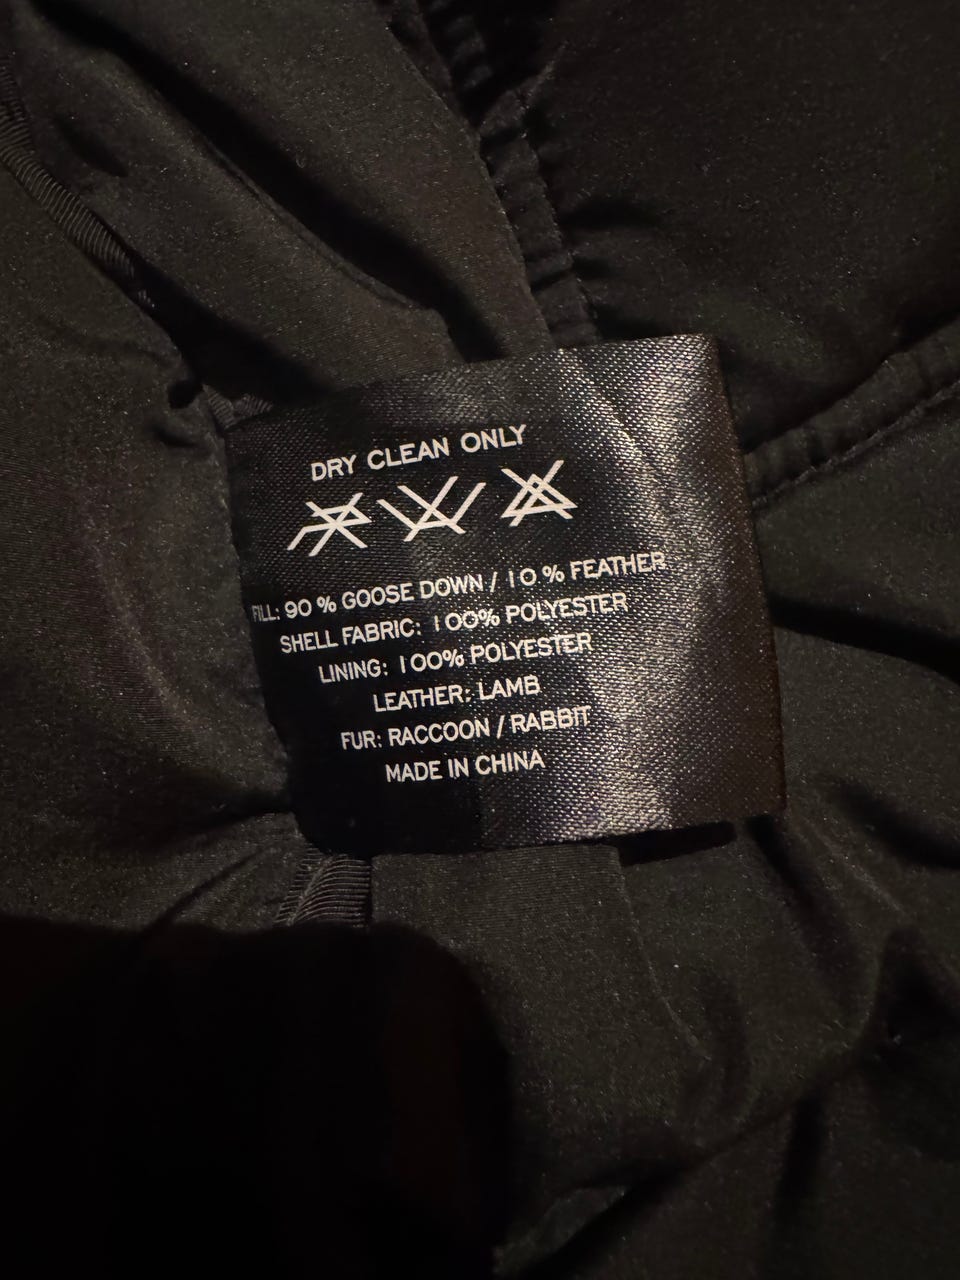 DRY CLEAN ONLY
FILL: 90 % GOOSE DOWN / 10 % FEATHER
SHELL FABRIC: 100% POLYESTER
LINING: 100% POLYESTER
LEATHER: LAMB
FUR: RACCOON / RABBIT
MADE IN CHINA